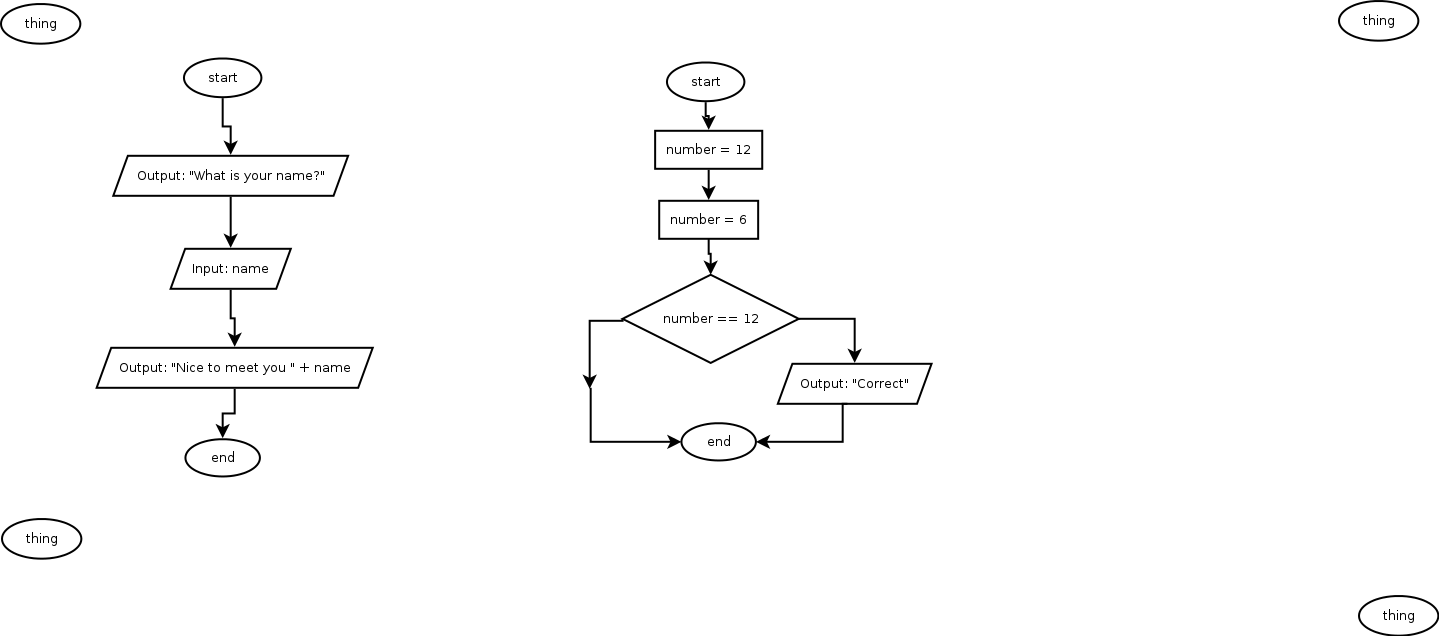 thing
thing
start
Output: "What is your name?"
Input: name
Output: "Nice to meet you " + name
end
start
number = 12
number = 6
number == 12
Output: "Correct"
end
thing
thing